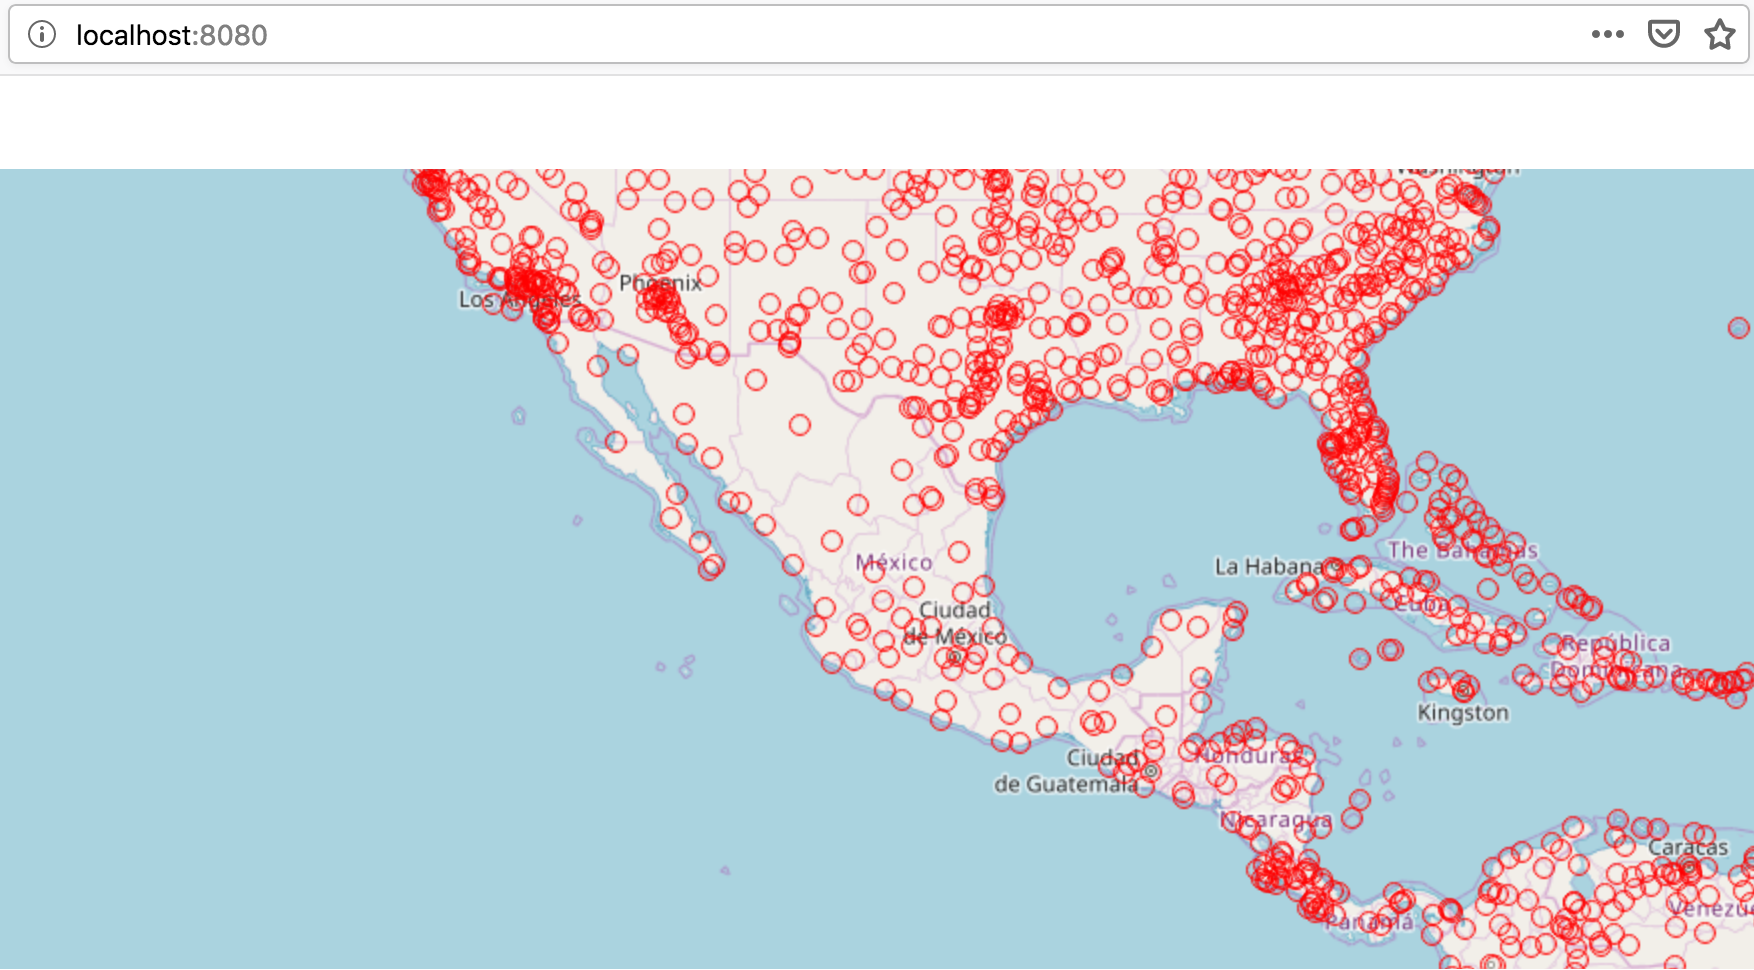 localhost:8080
Washington
Phoenix
Los Angeles
México
Ciudad
de México
La Habana
The Bahamas
Cuba
República
Dominicana
Kingston
Ciudad
de Guatemala
Honduras
Nicaragua
Caracas
Venezu
Panamá